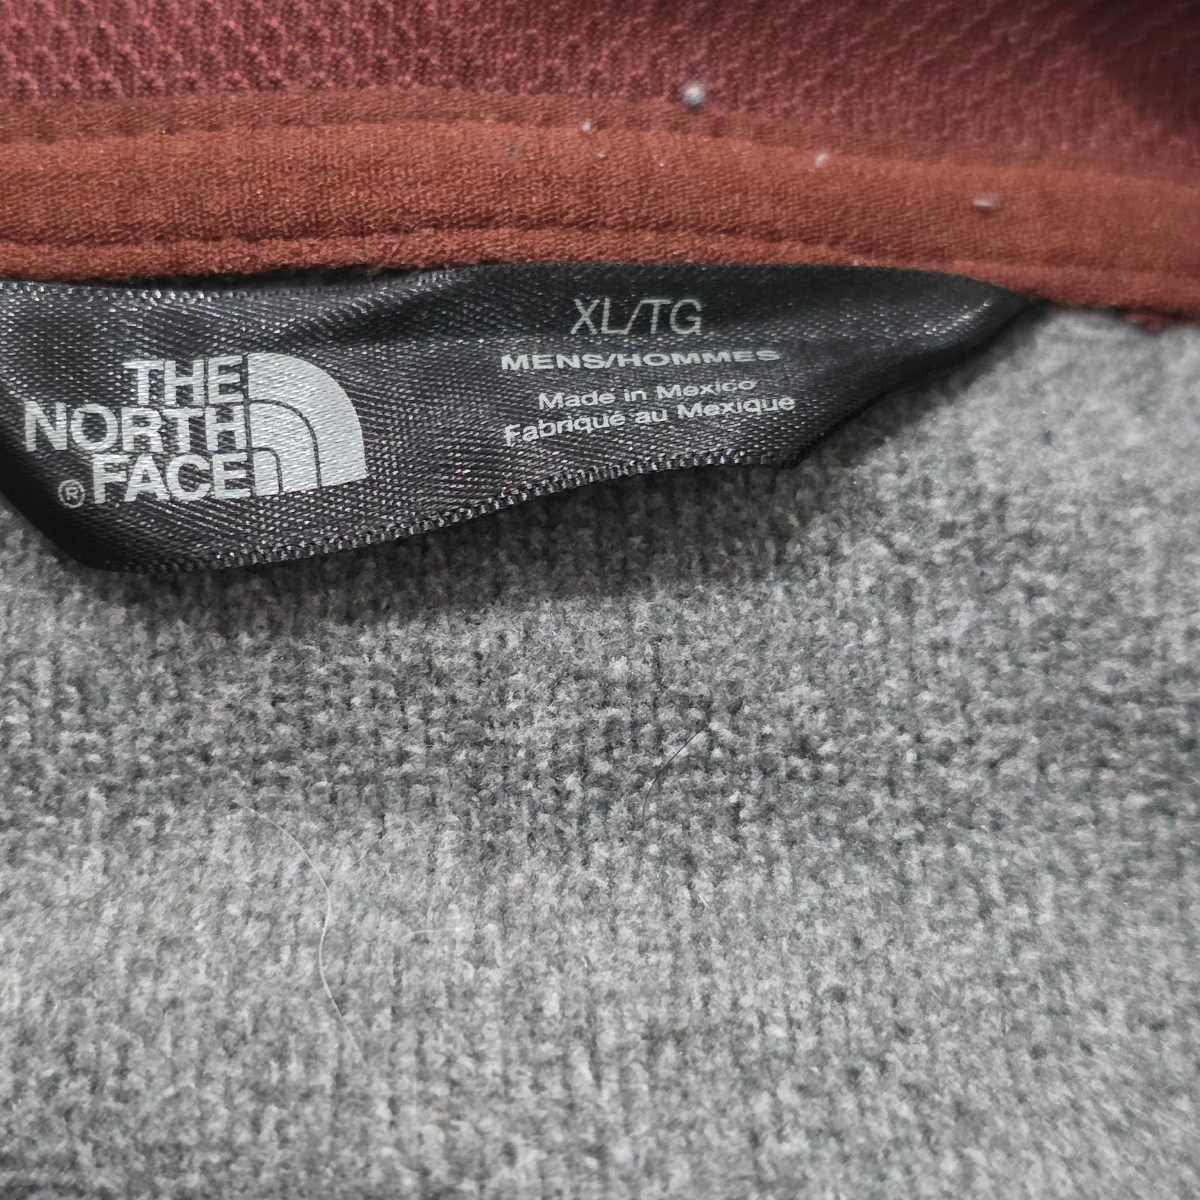 THE
NORTH
FACE®
XL/TG
MENS/HOMMES
Made in Mexico
Fabriqué au Mexique